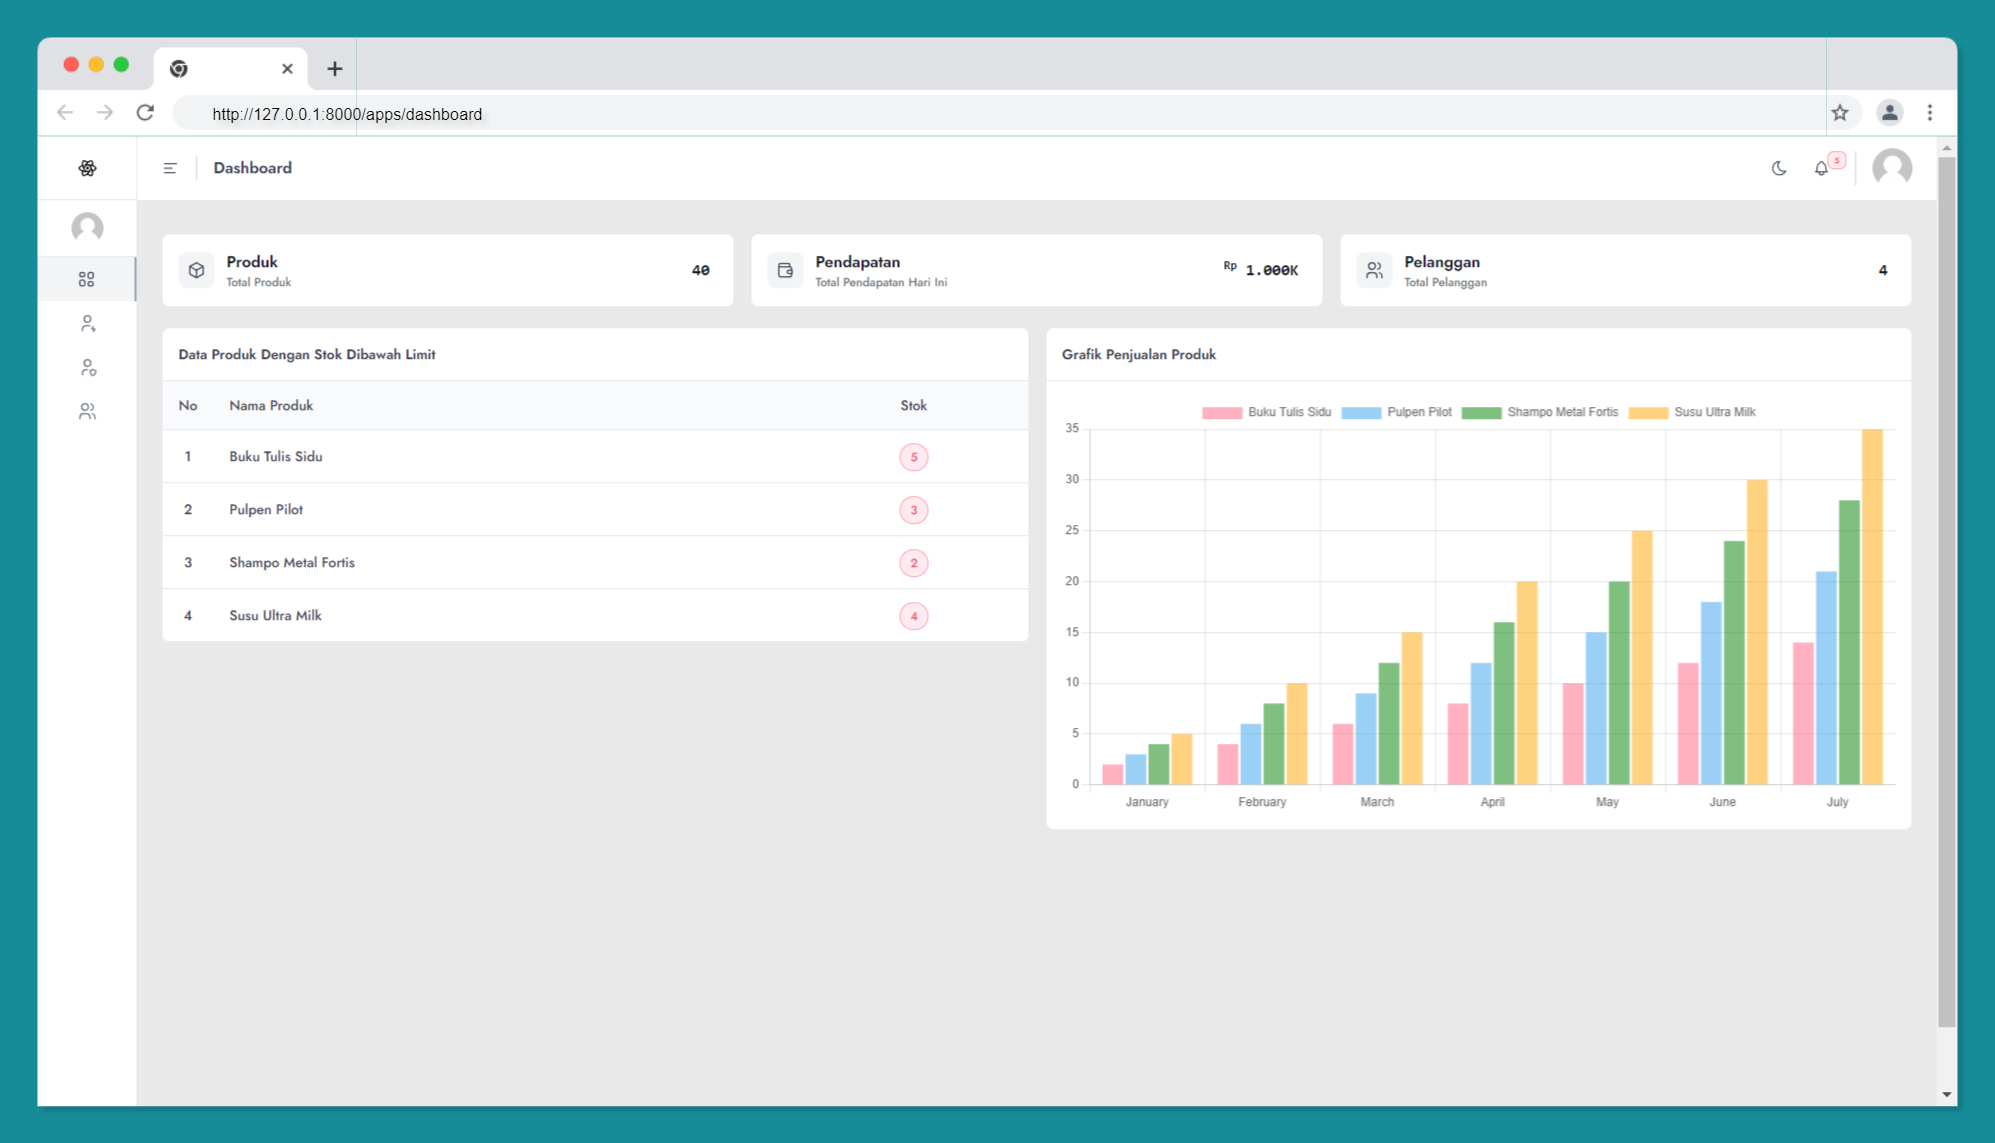 http://127.0.0.1:8000/apps/dashboard
Dashboard
5
Produk
Total Produk
40
Pendapatan
Total Pendapatan Hari Ini
Rp 1.000K
Pelanggan
Total Pelanggan
4
Data Produk Dengan Stok Dibawah Limit
No Nama Produk Stok
1 Buku Tulis Sidu 5
2 Pulpen Pilot 3
3 Shampo Metal Fortis 2
4 Susu Ultra Milk 4
Grafik Penjualan Produk
Buku Tulis Sidu Pulpen Pilot Shampo Metal Fortis Susu Ultra Milk
35
30
25
20
15
10
5
0
January February March April May June July